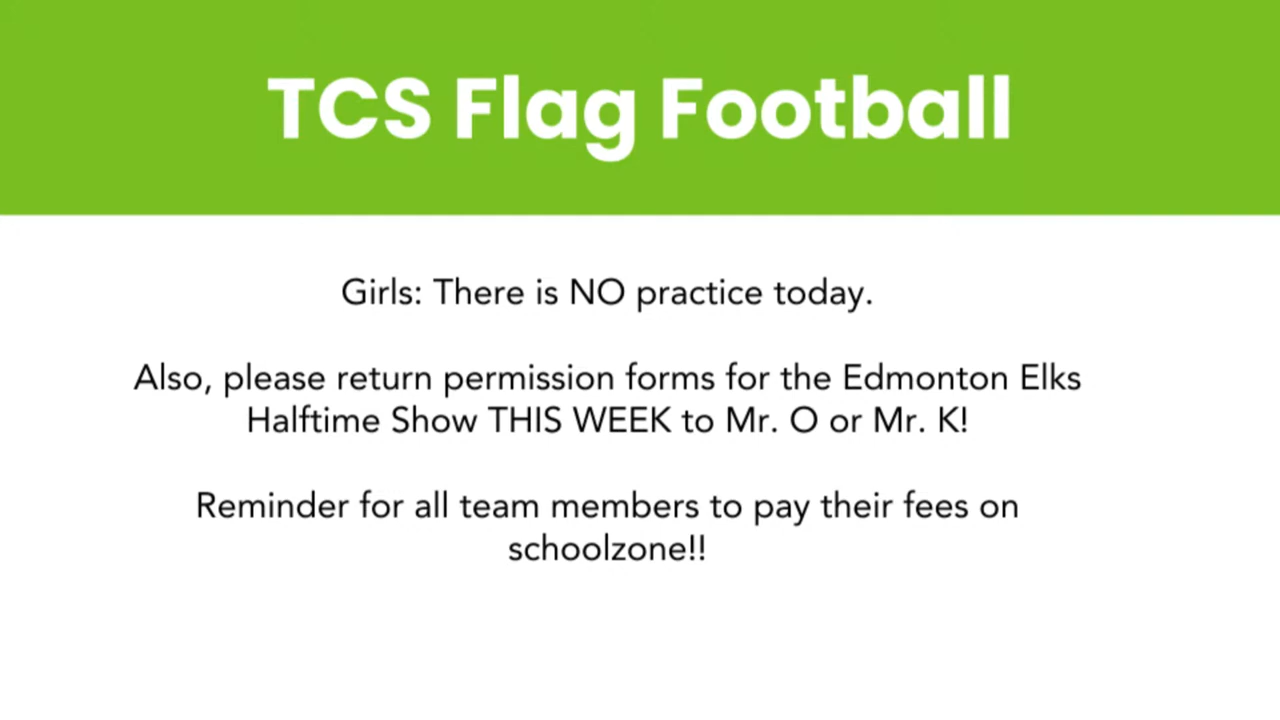 TCS Flag Football
Girls: There is NO practice today.
Also, please return permission forms for the Edmonton Elks
Halftime Show THIS WEEK to Mr. O or Mr. K!
Reminder for all team members to pay their fees on
schoolzone!!